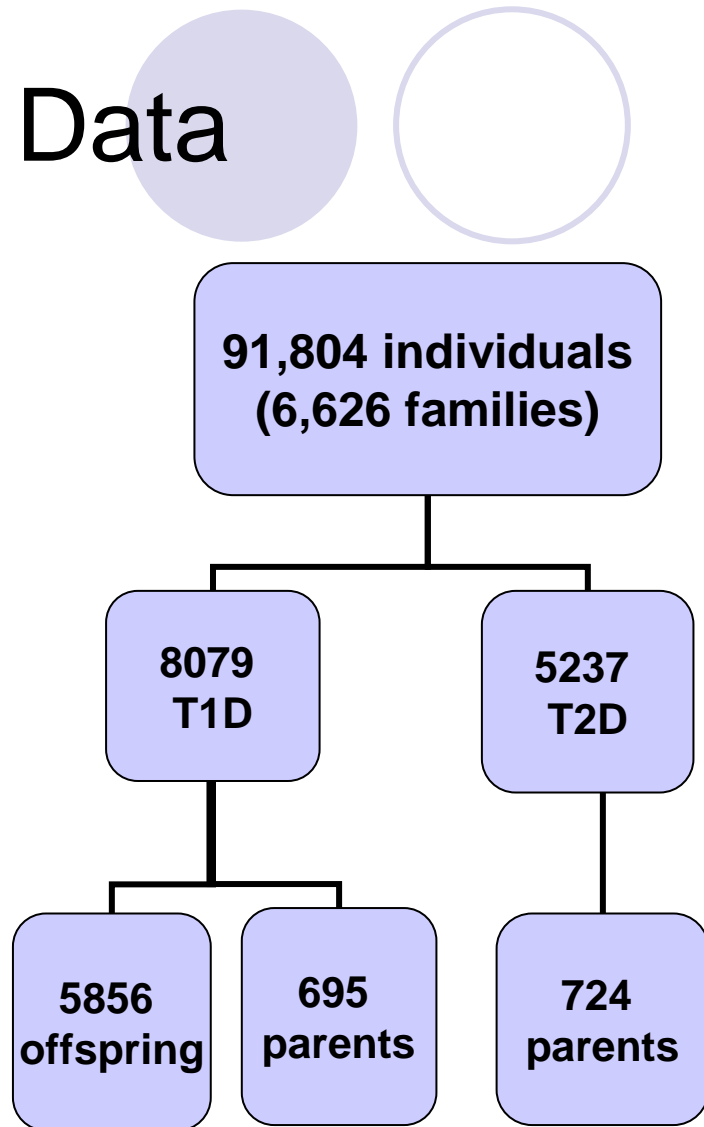 Data
91,804 individuals
(6,626 families)
8079
T1D
5237
T2D
5856
offspring
695
parents
724
parents